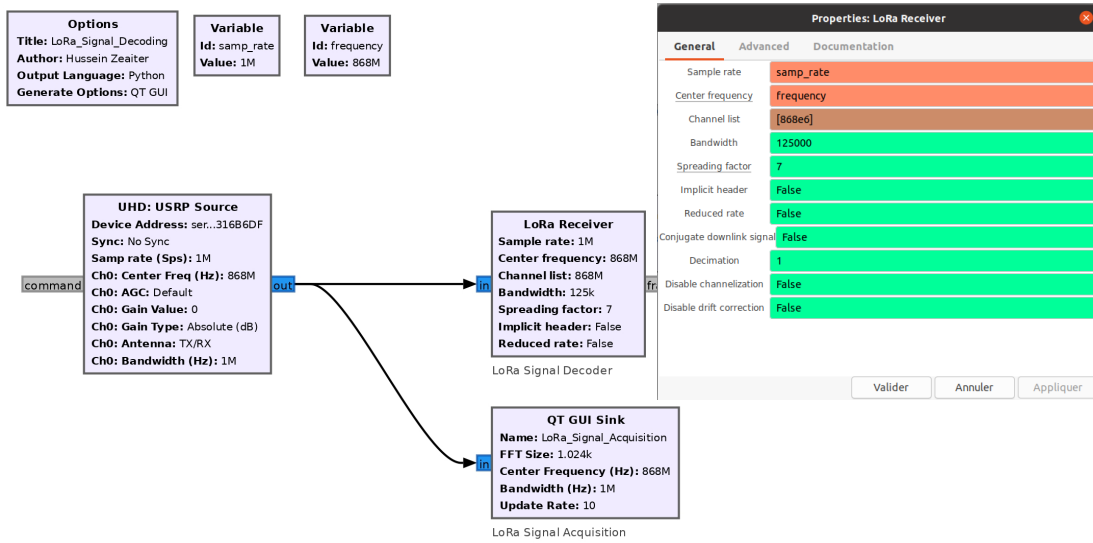 Options
Title: LoRa_Signal_Decoding
Author: Hussein Zeaiter
Output Language: Python
Generate Options: QT GUI
Variable
Id: samp_rate
Value: 1M
Variable
Id: frequency
Value: 868M
UHD: USRP Source
Device Address: ser...316B6DF
Sync: No Sync
Samp rate (Sps): 1M
Ch0: Center Freq (Hz): 868M
Ch0: AGC: Default
Ch0: Gain Value: 0
Ch0: Gain Type: Absolute (dB)
Ch0: Antenna: TX/RX
Ch0: Bandwidth (Hz): 1M
command
out
in
LoRa Receiver
Sample rate: 1M
Center frequency: 868M
Channel list: 868M
Bandwidth: 125k
Spreading factor: 7
Implicit header: False
Reduced rate: False
fra
LoRa Signal Decoder
in
QT GUI Sink
Name: LoRa_Signal_Acquisition
FFT Size: 1.024k
Center Frequency (Hz): 868M
Bandwidth (Hz): 1M
Update Rate: 10
LoRa Signal Acquisition
Properties: LoRa Receiver
General Advanced Documentation
Sample rate samp_rate
Center frequency frequency
Channel list [868e6]
Bandwidth 125000
Spreading factor 7
Implicit header False
Reduced rate False
Conjugate downlink signal False
Decimation 1
Disable channelization False
Disable drift correction False
Valider Annuler Appliquer